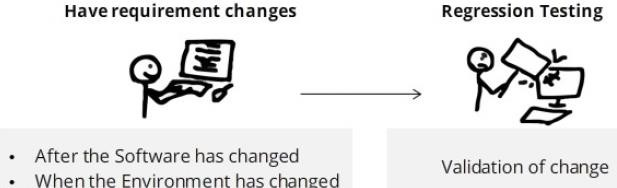 Have requirement changes
Regression Testing
• After the Software has changed
• When the Environment has changed
Validation of change